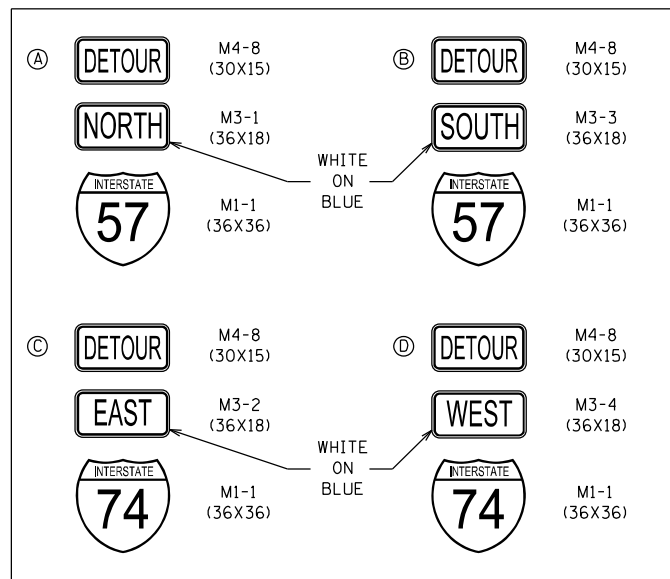 A
DETOUR
M4-8
(30X15)
NORTH
M3-1
(36X18)
INTERSTATE
57
M1-1
(36X36)
B
DETOUR
M4-8
(30X15)
SOUTH
M3-3
(36X18)
INTERSTATE
57
M1-1
(36X36)
WHITE
ON
BLUE
C
DETOUR
M4-8
(30X15)
EAST
M3-2
(36X18)
INTERSTATE
74
M1-1
(36X36)
D
DETOUR
M4-8
(30X15)
WEST
M3-4
(36X18)
INTERSTATE
74
M1-1
(36X36)
WHITE
ON
BLUE